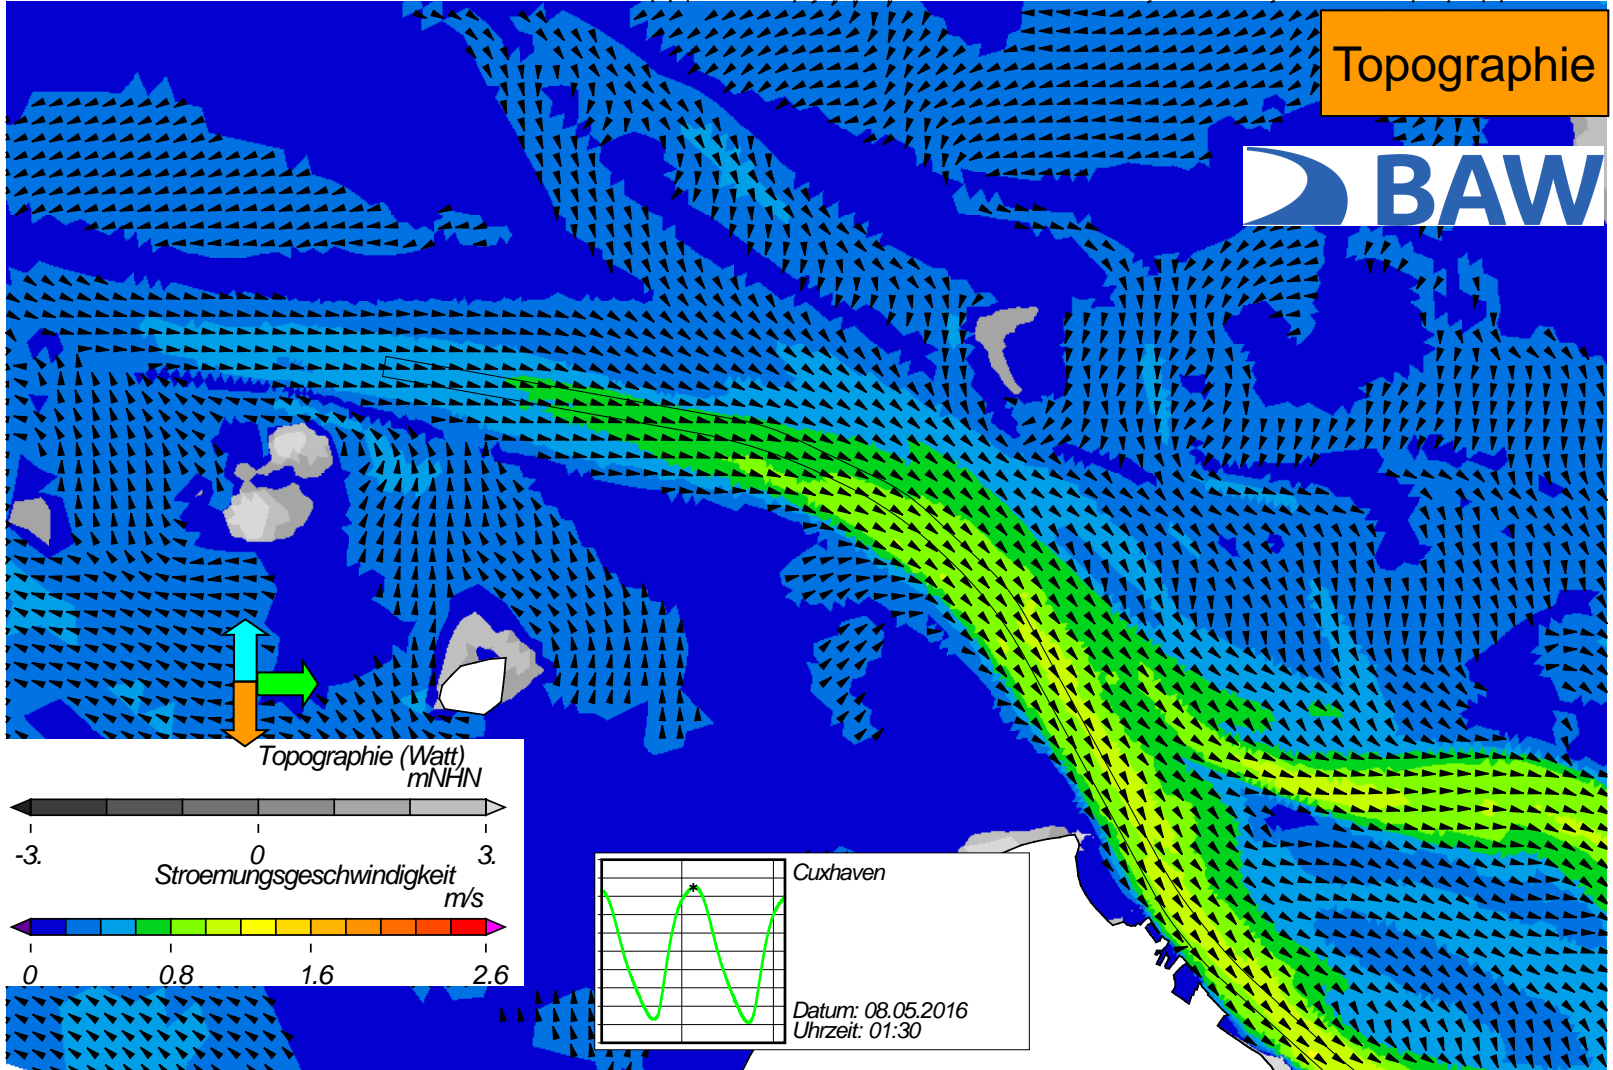 Topographie
BAW
Topographie (Watt)
mNHN
-3. 0 3.
Stroemungsgeschwindigkeit
m/s
0 0.8 1.6 2.6
Cuxhaven
Datum: 08.05.2016
Uhrzeit: 01:30